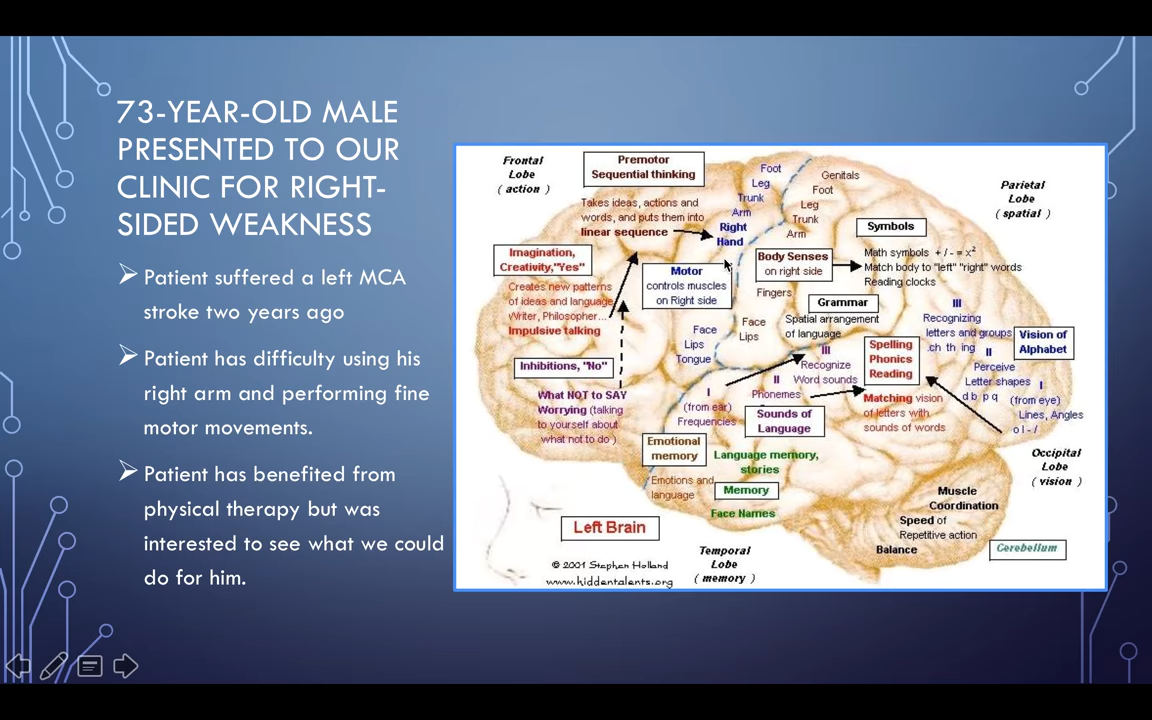 73-YEAR-OLD MALE
PRESENTED TO OUR
CLINIC FOR RIGHT-
SIDED WEAKNESS
Patient suffered a left MCA
stroke two years ago
Patient has difficulty using his
right arm and performing fine
motor movements.
Patient has benefited from
physical therapy but was
interested to see what we could
do for him.
Frontal
Lobe
( action )
Premotor
Sequential thinking
Takes ideas, actions and
words, and puts them into
linear sequence
Foot
Leg
Trunk
Arm
Right
Hand
Genitals
Foot
Leg
Trunk
Arm
Parietal
Lobe
( spatial )
Imagination,
Creativity,"Yes"
Creates new patterns
of ideas and language
Writer, Philosopher...
Impulsive talking
Motor
controls muscles
on Right side
Body Senses
on right side
Symbols
Math symbols + / - = x²
Match body to "left" "right" words
Reading clocks
Fingers
Grammar
Spatial arrangement
of language
Face
Lips
Tongue
Face
Lips
Inhibitions, "No"
What NOT to SAY
Worrying (talking
to yourself about
what not to do )
III
Recognize
Word sounds
II
Phonemes
I
(from ear)
Frequencies
Sounds of
Language
Spelling
Phonics
Reading
Matching vision
of letters with
sounds of words
III
Recognizing
letters and groups
.ch th ing
II
Perceive
Letter shapes
d b p q
I
(from eye)
Lines, Angles
o l - /
Vision of
Alphabet
Occipital
Lobe
( vision )
Emotional
memory
Emotions and
language
Language memory,
stories
Memory
Face Names
Left Brain
Temporal
Lobe
( memory )
Muscle
Coordination
Speed of
Repetitive action
Balance
Cerebellum
© 2001 Stephen Holland
www.hiddentalents.org